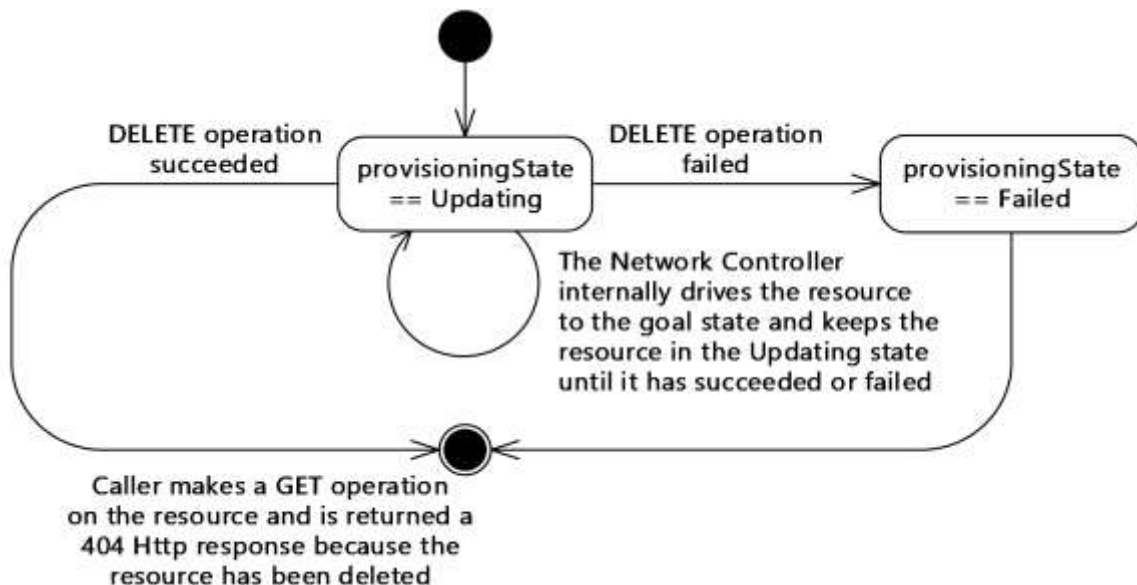 DELETE operation
succeeded
provisioningState
== Updating
DELETE operation
failed
provisioningState
== Failed
The Network Controller
internally drives the resource
to the goal state and keeps the
resource in the Updating state
until it has succeeded or failed
Caller makes a GET operation
on the resource and is returned a
404 Http response because the
resource has been deleted